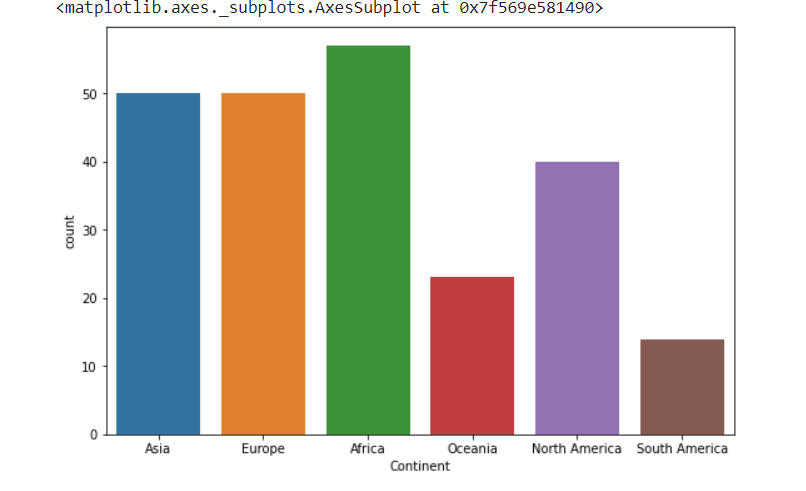 <matplotlib.axes._subplots.AxesSubplot at 0x7f569e581490>
50
40
30
20
10
0
count
Asia Europe Africa Oceania North America South America
Continent